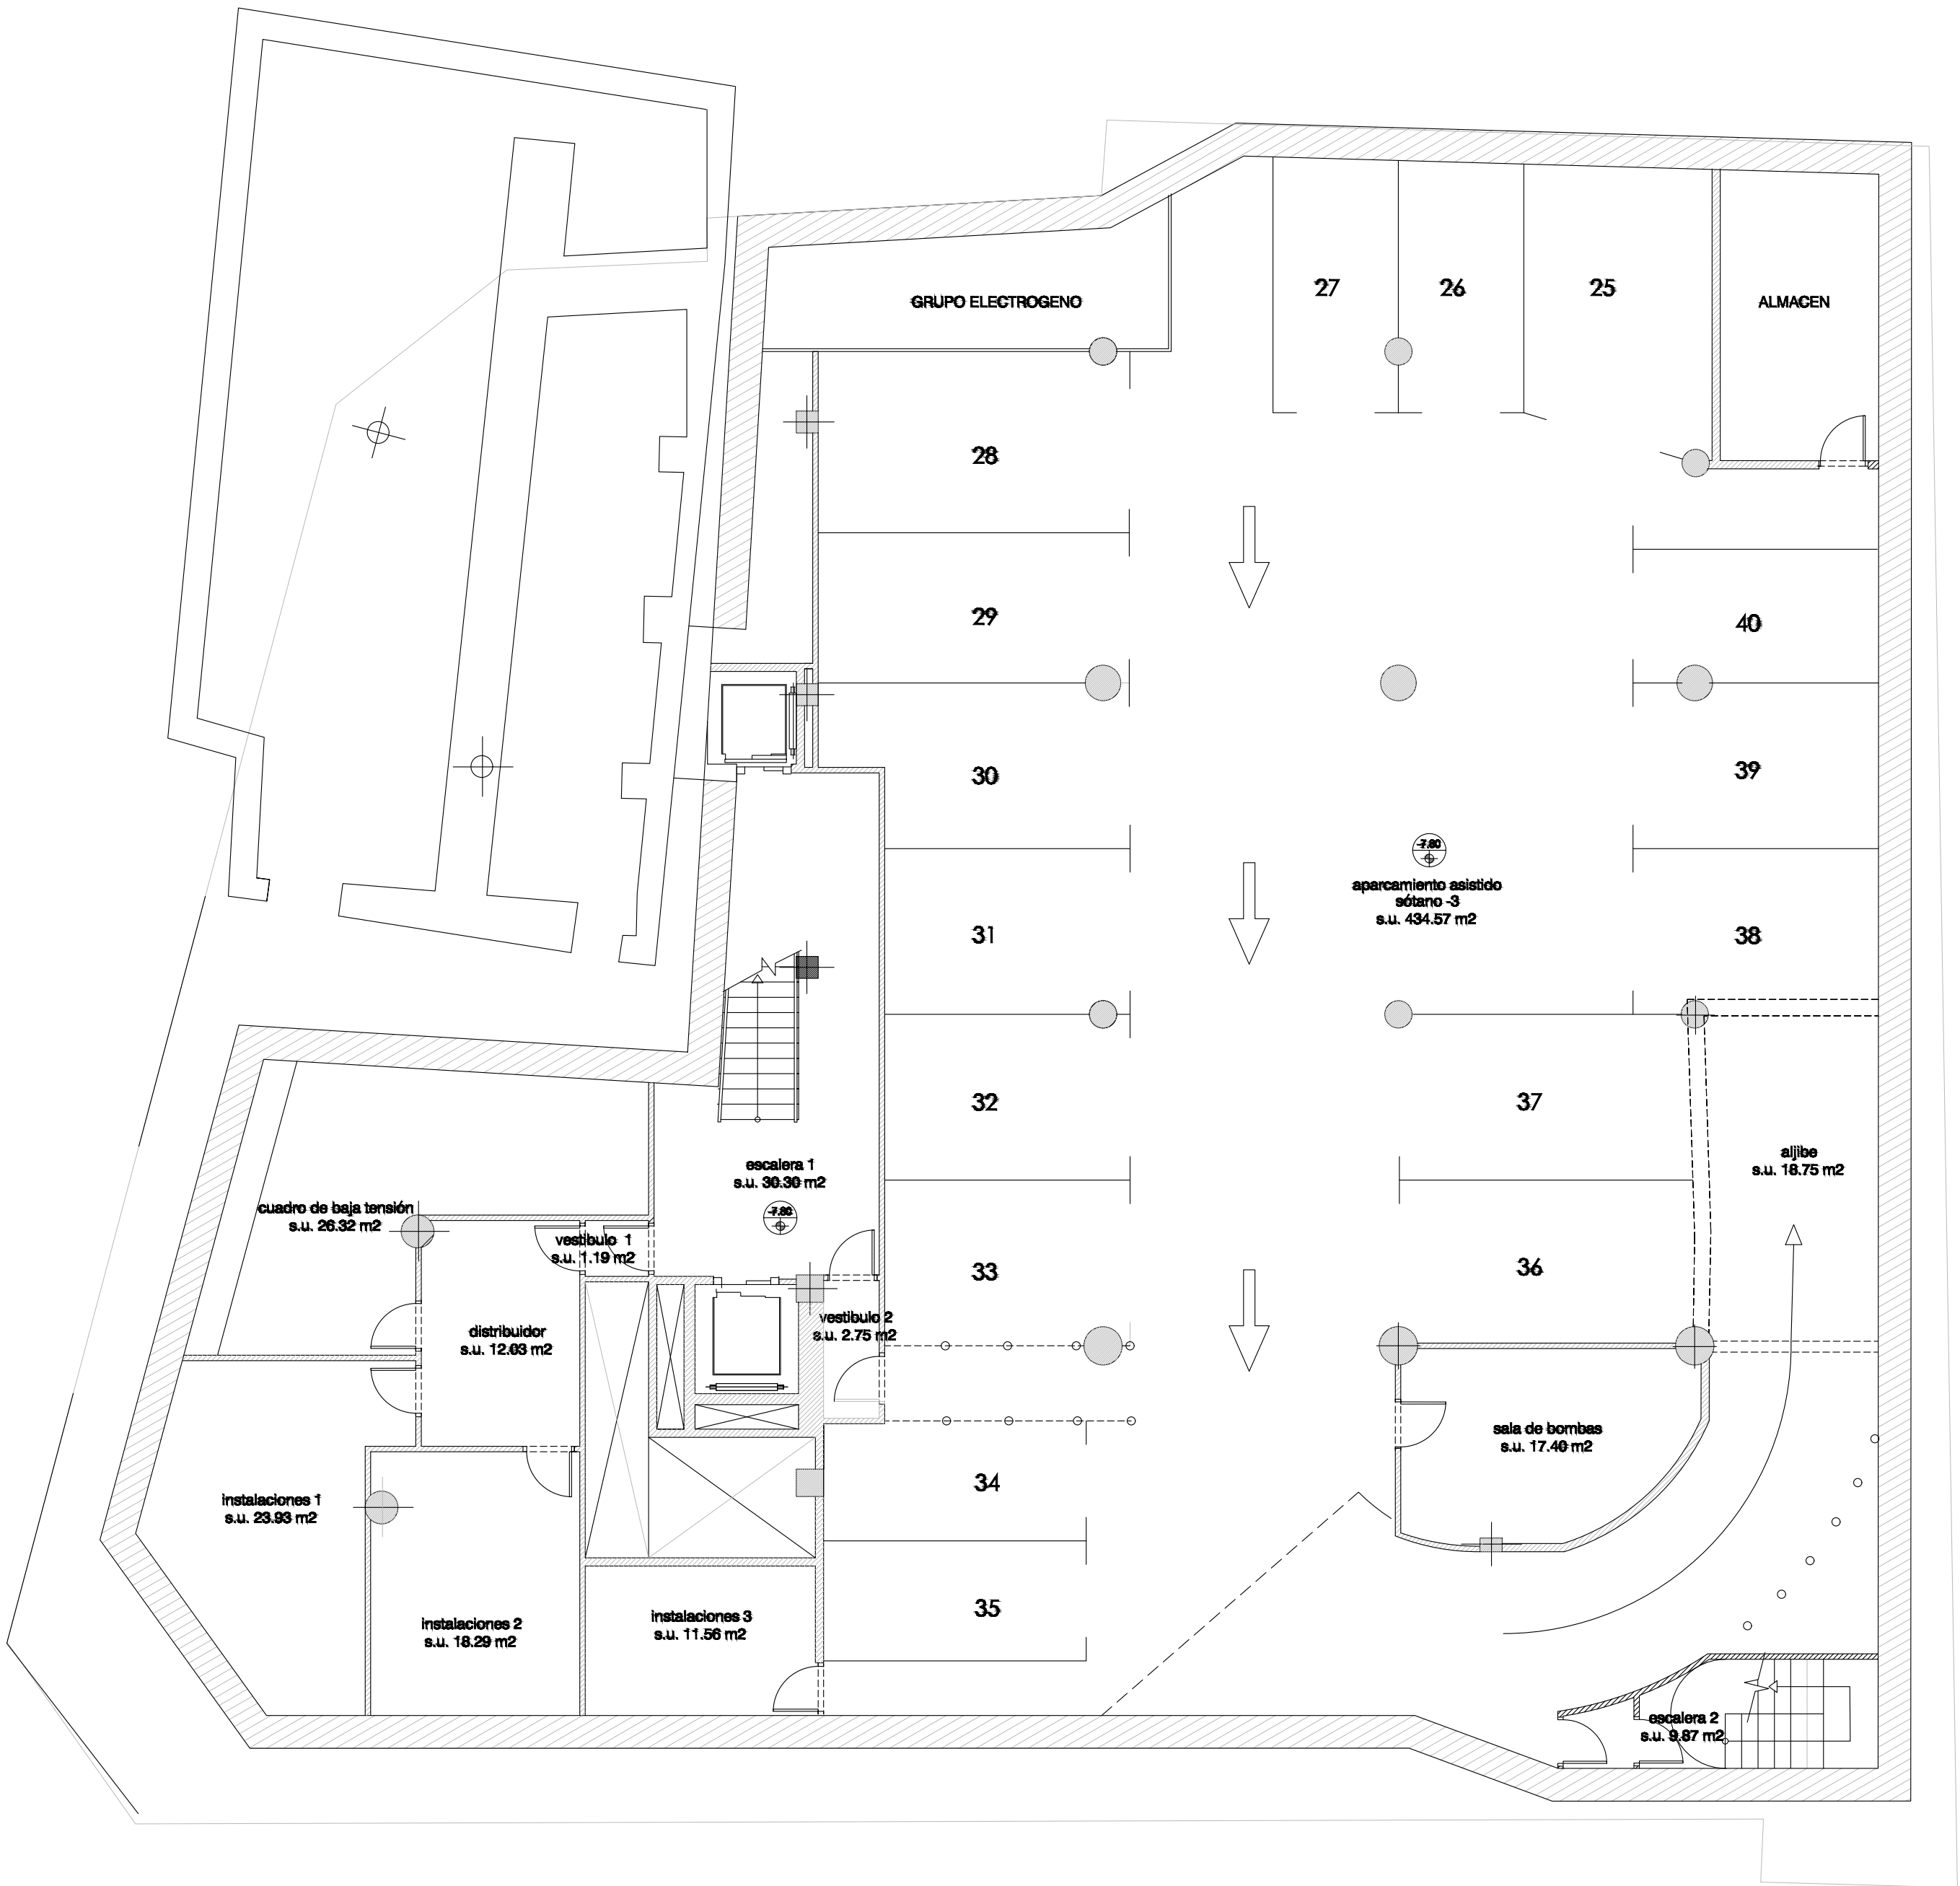 27
26
25
GRUPO ELECTROGENO
ALMACEN
28
29
40
30
39
-7.80
aparcamiento asistido
sótano -3
s.u. 434.57 m2
31
38
32
37
aljibe
s.u. 18.75 m2
escalera 1
s.u. 30.30 m2
-7.80
cuadro de baja tensión
s.u. 26.32 m2
vestibulo 1
s.u. 1.19 m2
33
36
vestibulo 2
s.u. 2.75 m2
distribuidor
s.u. 12.03 m2
sala de bombas
s.u. 17.40 m2
34
instalaciones 1
s.u. 23.93 m2
35
instalaciones 2
s.u. 18.29 m2
instalaciones 3
s.u. 11.56 m2
escalera 2
s.u. 9.87 m2